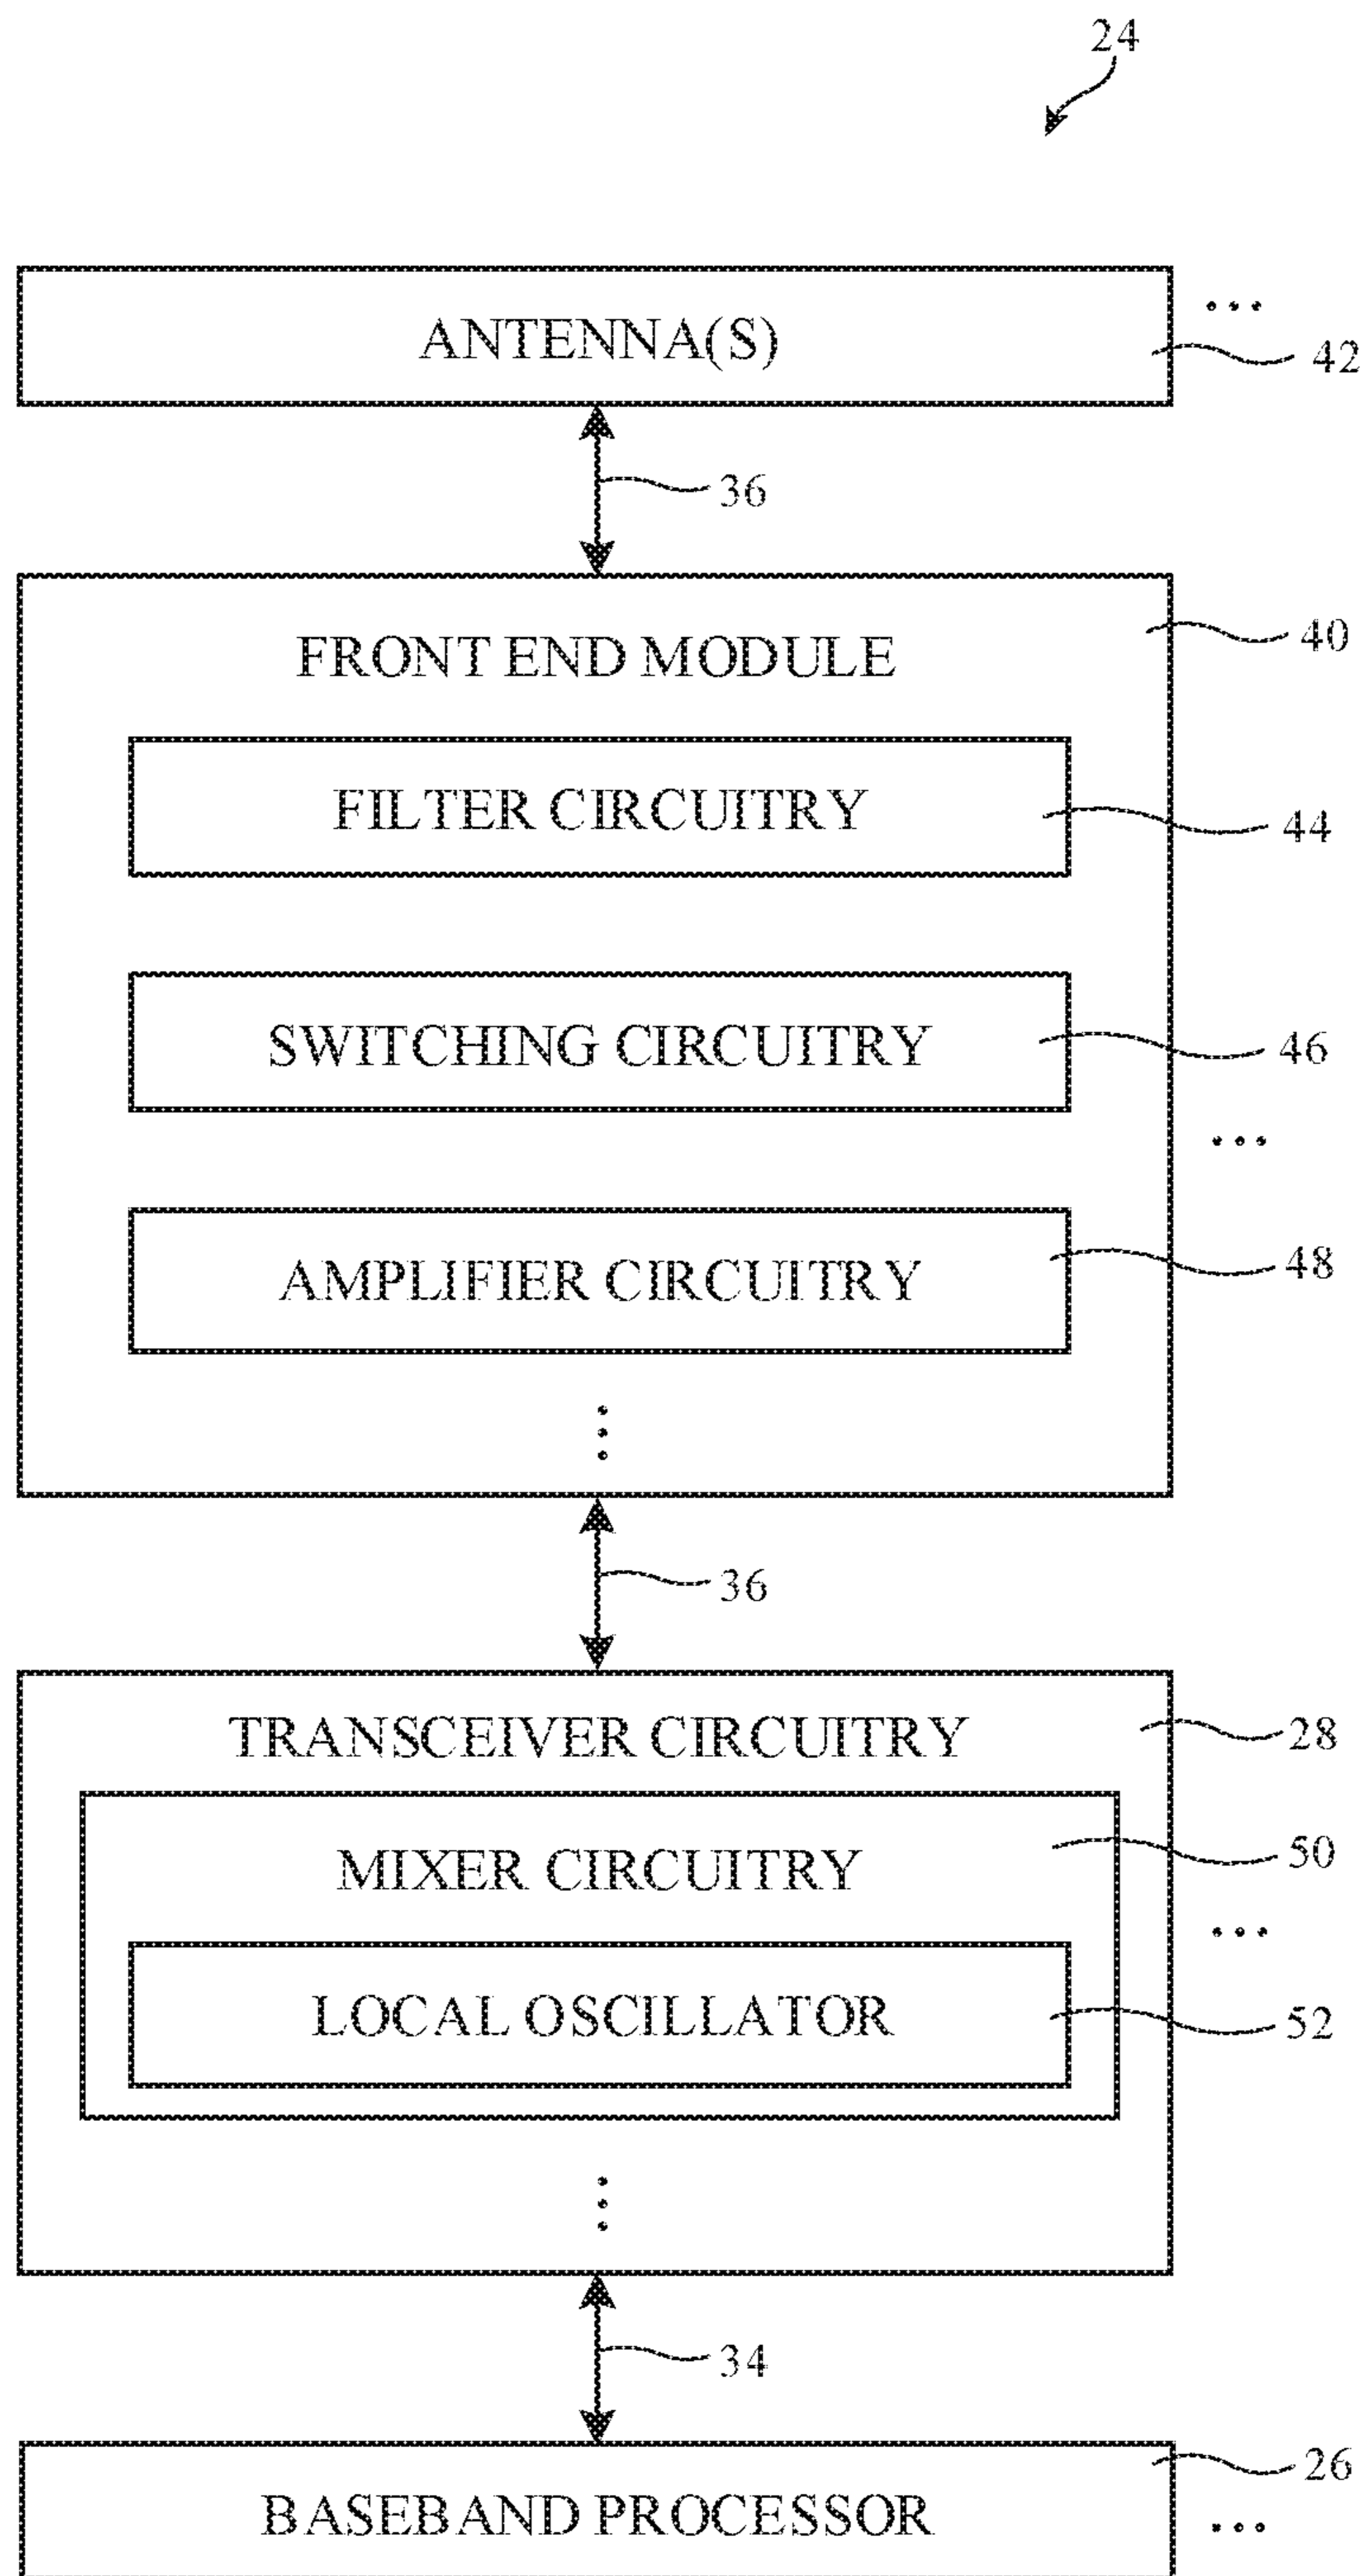 24
ANTENNA(S)
...
42
36
FRONT END MODULE
40
FILTER CIRCUITRY
44
SWITCHING CIRCUITRY
46
...
AMPLIFIER CIRCUITRY
48
36
TRANSCEIVER CIRCUITRY
28
MIXER CIRCUITRY
50
...
LOCAL OSCILLATOR
52
34
BASEBAND PROCESSOR
26
...